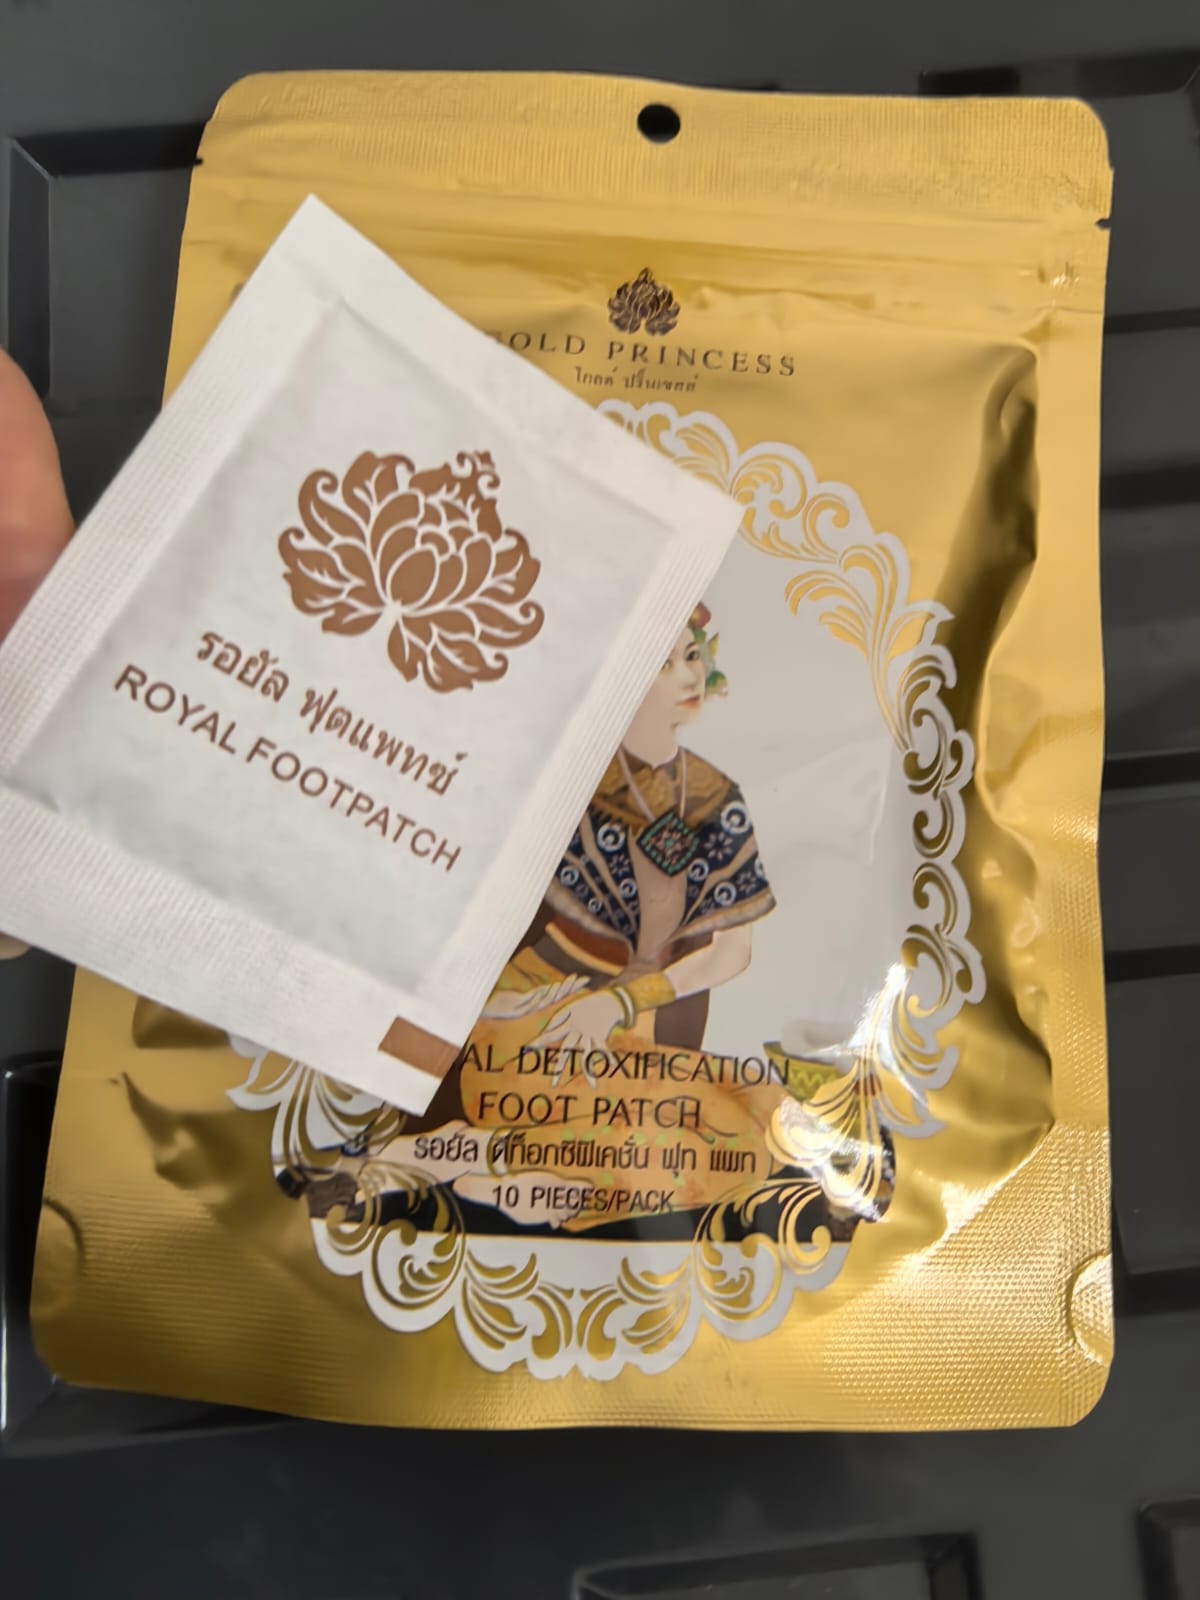 GOLD PRINCESS
โกลด์ ปริ้นเซสส์
รอยัล ฟุตแพทซ์
ROYAL FOOTPATCH
AL DETOXIFICATION
FOOT PATCH
รอยัล ดีท็อกซิฟิเคชั่น ฟุท แพท
10 PIECES/PACK